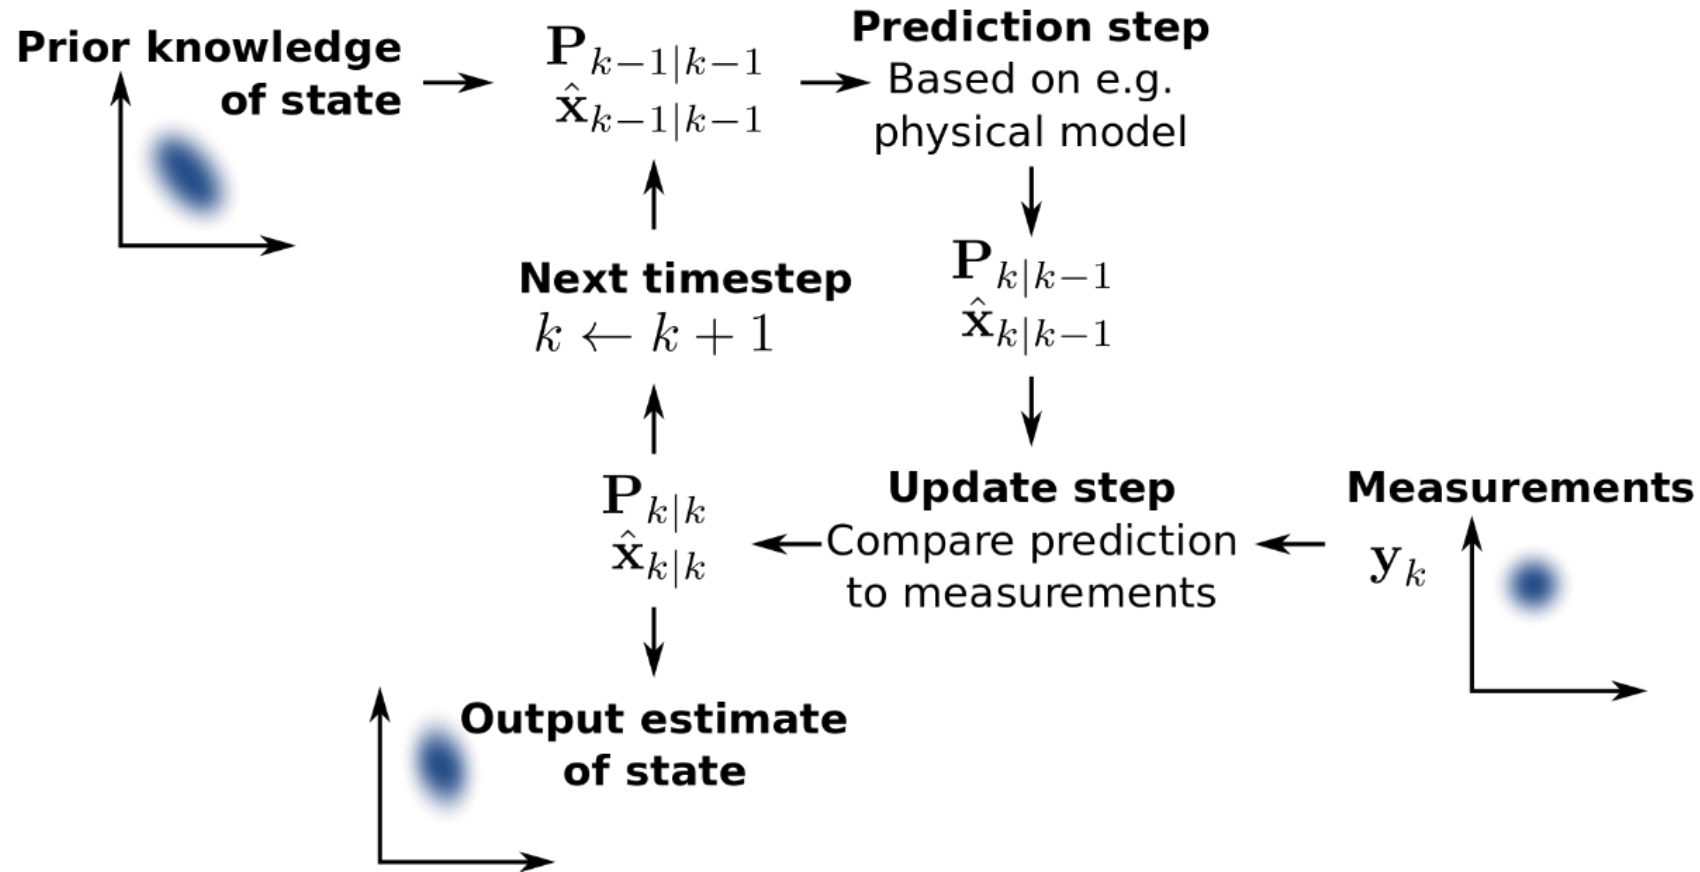 Prior knowledge
of state
P_{k−1|k−1}
x̂_{k−1|k−1}
Prediction step
Based on e.g.
physical model
P_{k|k−1}
x̂_{k|k−1}
Next timestep
k ← k + 1
P_{k|k}
x̂_{k|k}
Update step
Compare prediction
to measurements
Measurements
y_k
Output estimate
of state